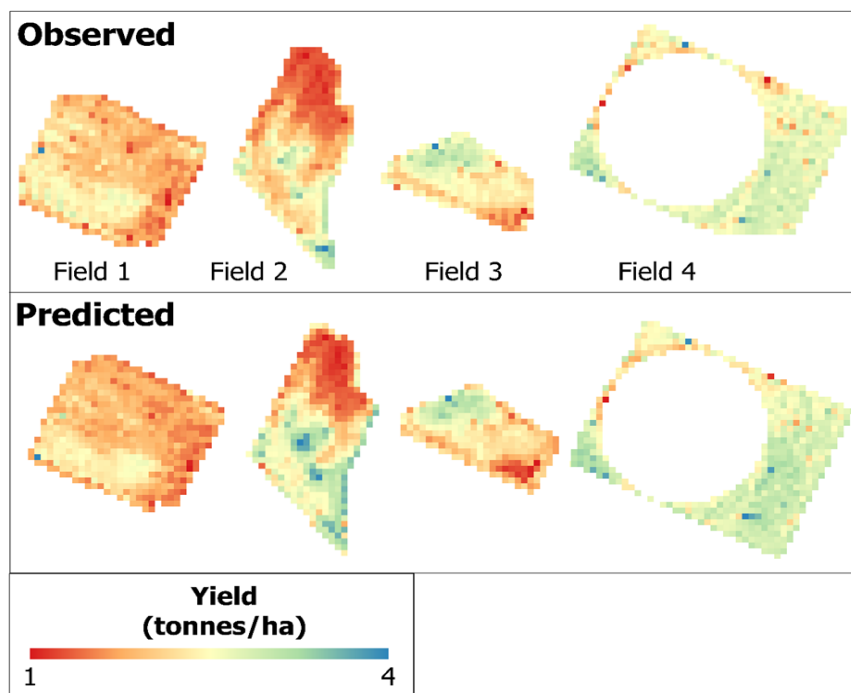 Observed
Field 1
Field 2
Field 3
Field 4
Predicted
Yield
(tonnes/ha)
1
4